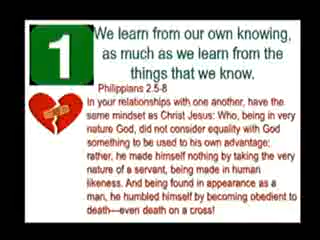 1
We learn from our own knowing,
as much as we learn from the
things that we know.
Philippians 2.5-8
In your relationships with one another, have the
same mindset as Christ Jesus: Who, being in very
nature God, did not consider equality with God
something to be used to his own advantage;
rather, he made himself nothing by taking the very
nature of a servant, being made in human
likeness. And being found in appearance as a
man, he humbled himself by becoming obedient to
death—even death on a cross!